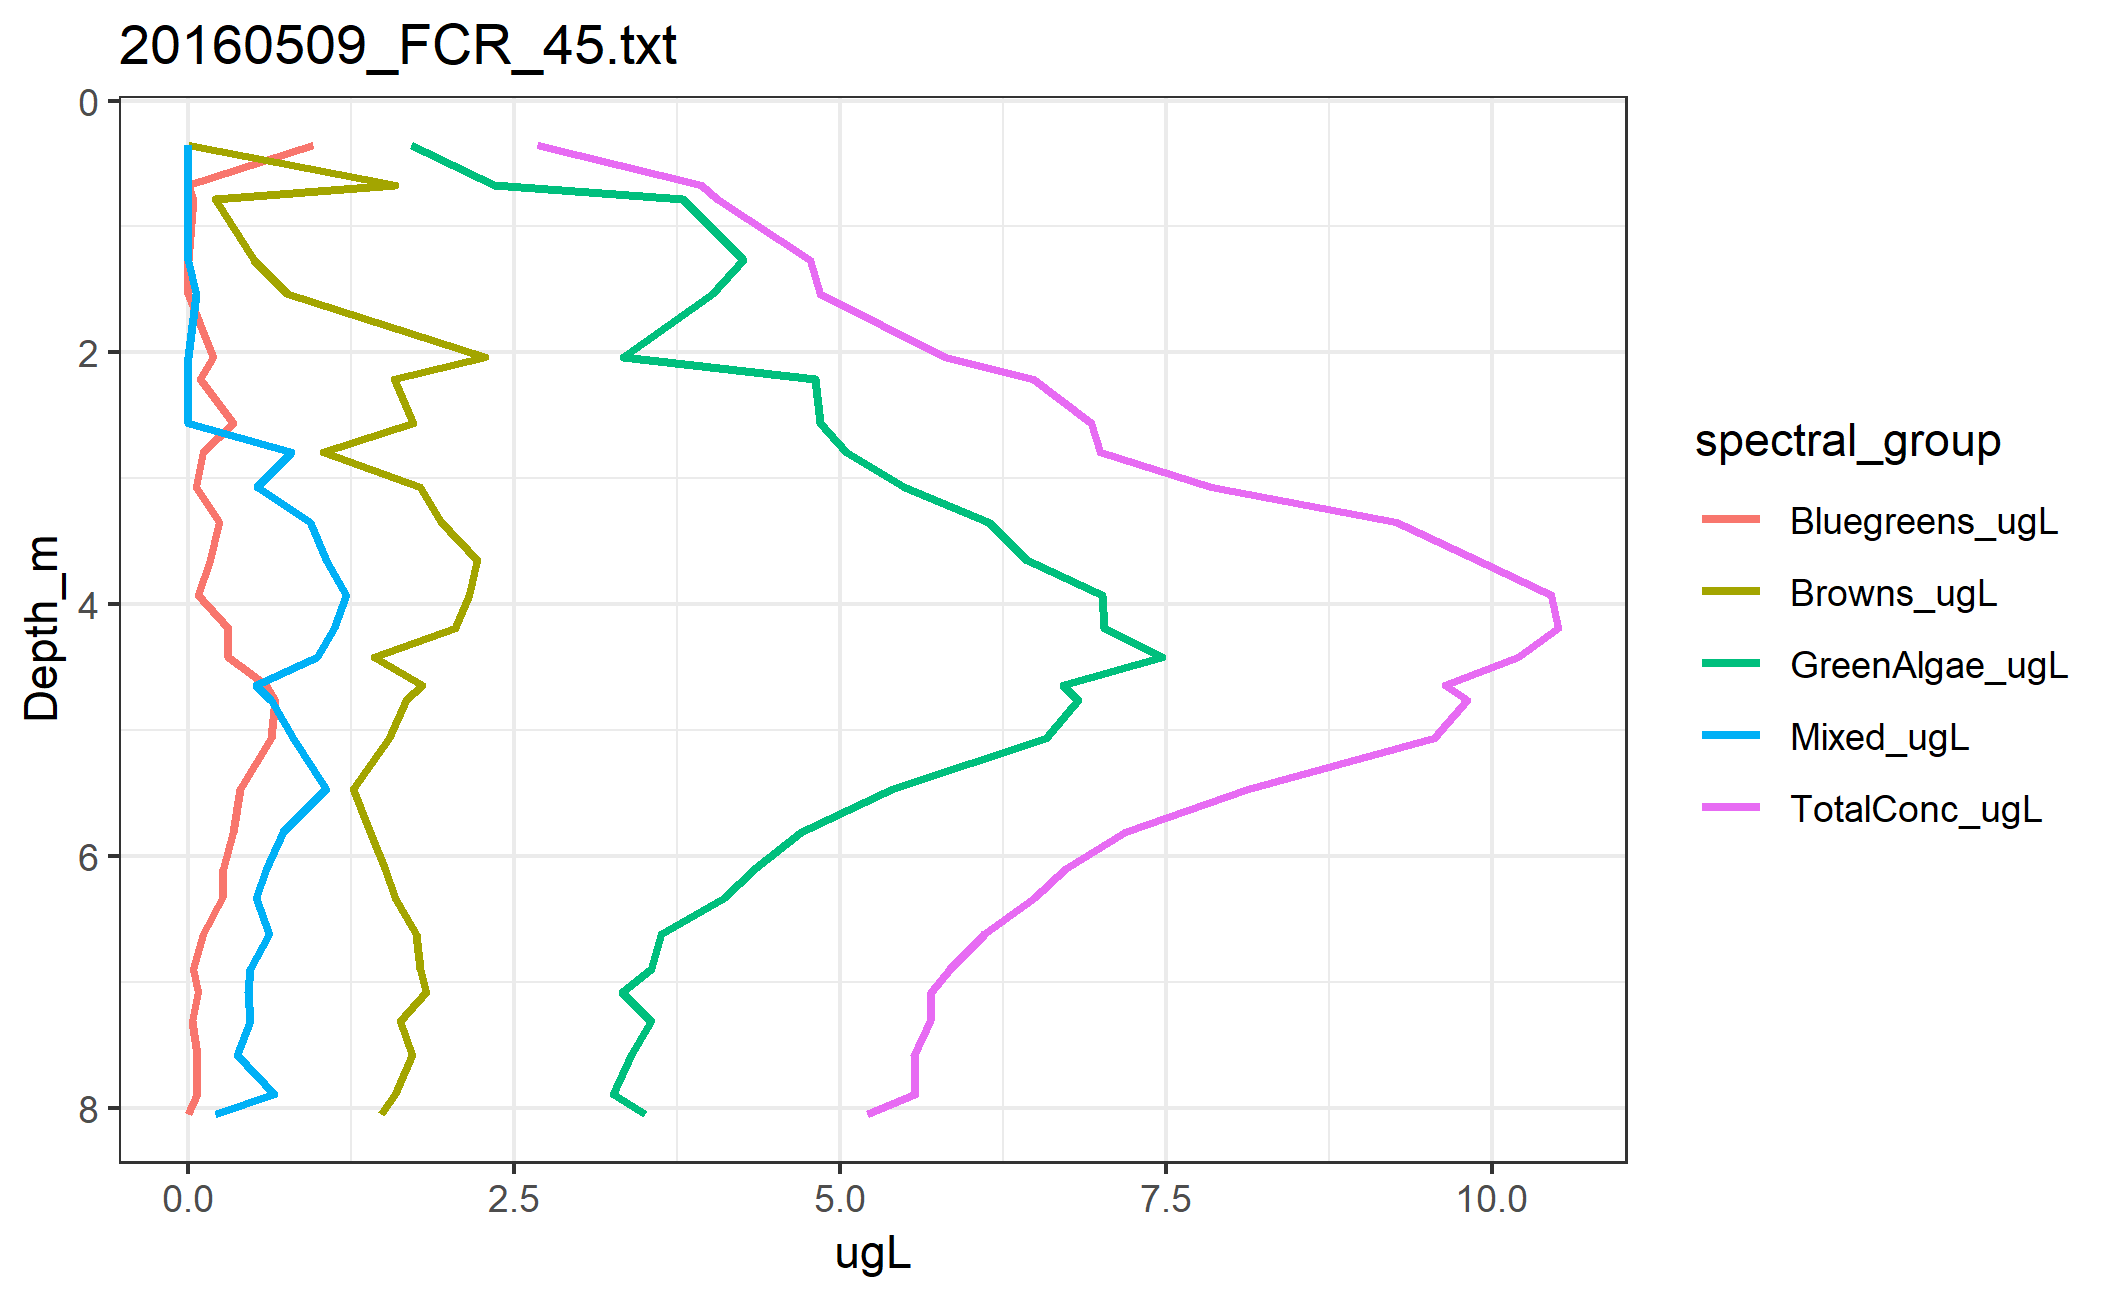 20160509_FCR_45.txt
0
2
4
6
8
Depth_m
0.0 2.5 5.0 7.5 10.0
ugL
spectral_group
Bluegreens_ugL
Browns_ugL
GreenAlgae_ugL
Mixed_ugL
TotalConc_ugL